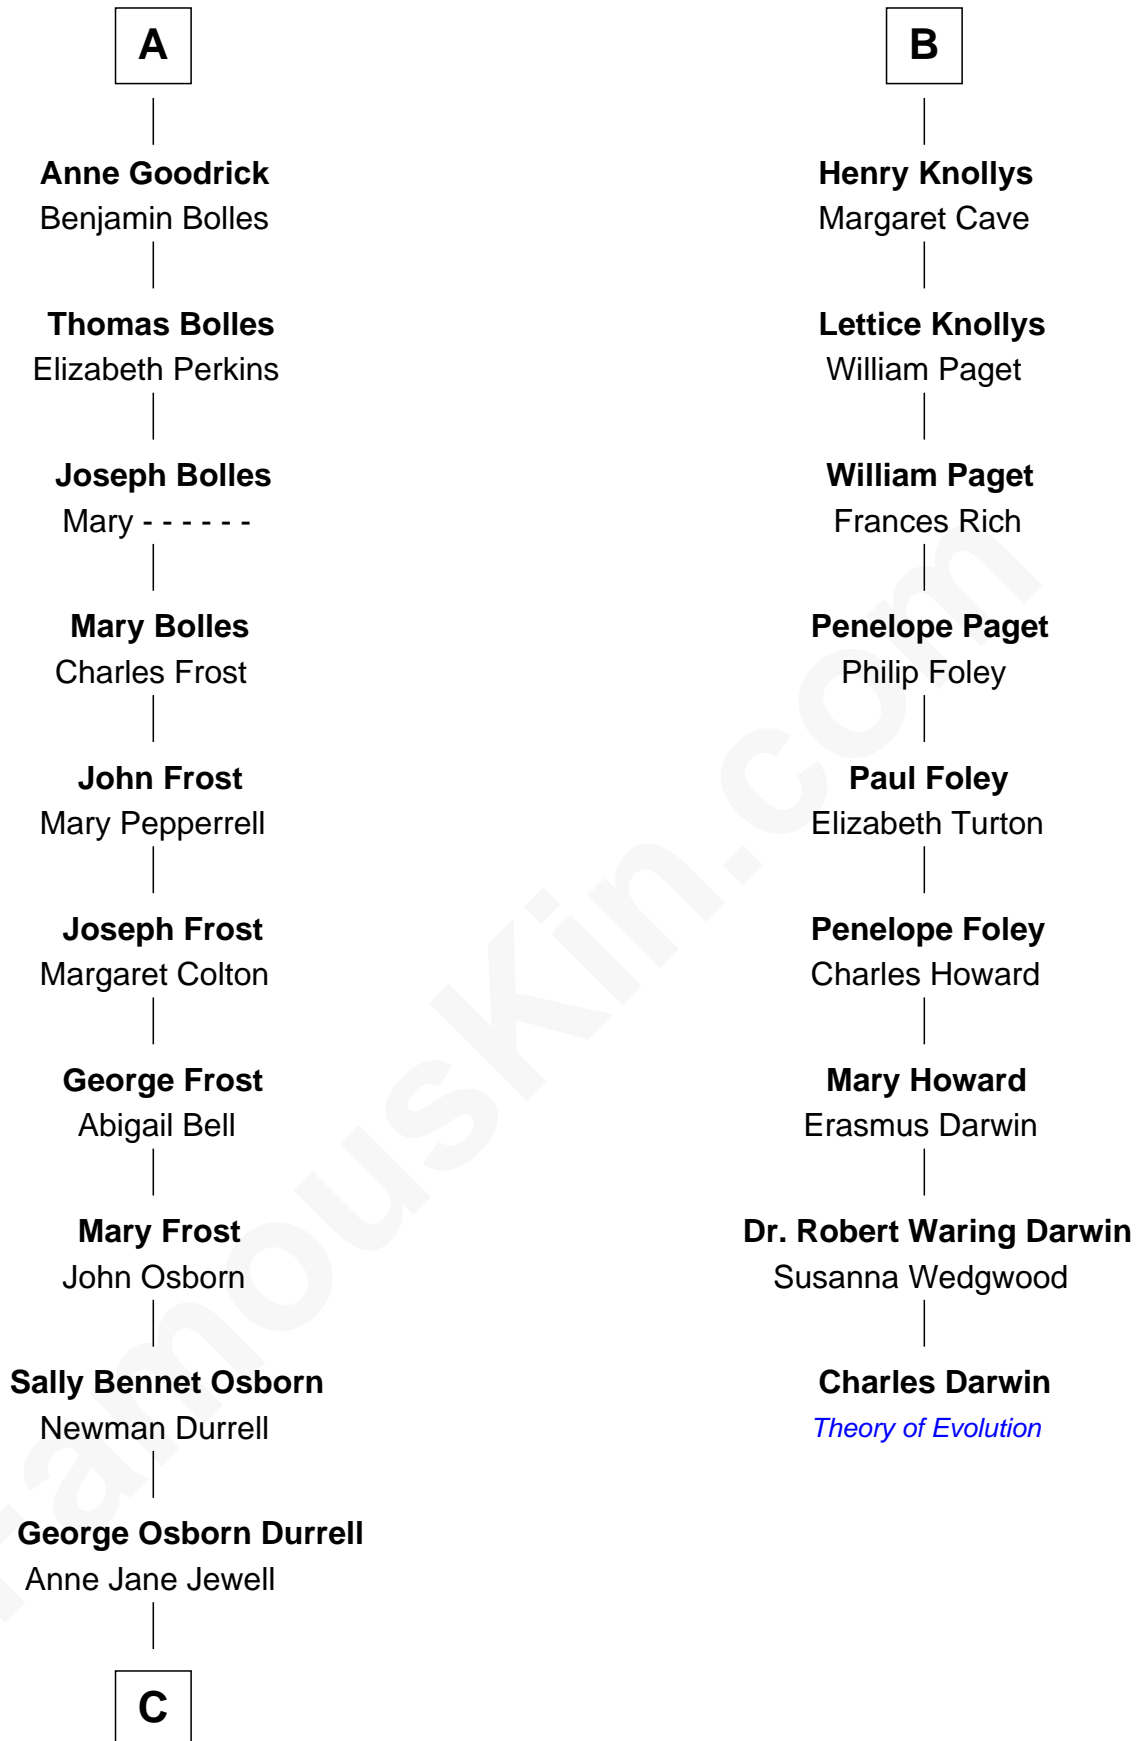 A
Anne Goodrick
Benjamin Bolles
Thomas Bolles
Elizabeth Perkins
Joseph Bolles
Mary - - - - - -
Mary Bolles
Charles Frost
John Frost
Mary Pepperrell
Joseph Frost
Margaret Colton
George Frost
Abigail Bell
Mary Frost
John Osborn
Sally Bennet Osborn
Newman Durrell
George Osborn Durrell
Anne Jane Jewell
C
B
Henry Knollys
Margaret Cave
Lettice Knollys
William Paget
William Paget
Frances Rich
Penelope Paget
Philip Foley
Paul Foley
Elizabeth Turton
Penelope Foley
Charles Howard
Mary Howard
Erasmus Darwin
Dr. Robert Waring Darwin
Susanna Wedgwood
Charles Darwin
Theory of Evolution
FamousKin.com